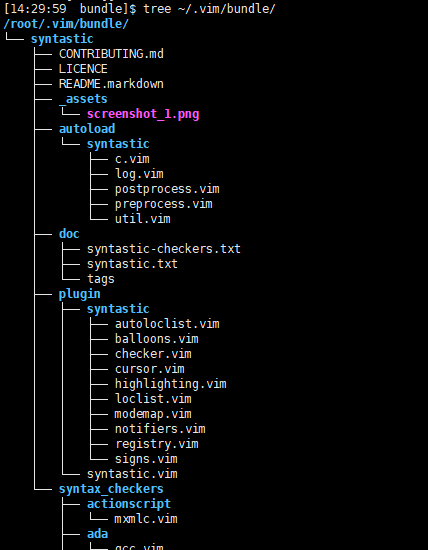 [14:29:59  bundle]$ tree ~/.vim/bundle/
/root/.vim/bundle/
└── syntastic
    ├── CONTRIBUTING.md
    ├── LICENCE
    ├── README.markdown
    ├── _assets
    │   └── screenshot_1.png
    ├── autoload
    │   └── syntastic
    │       ├── c.vim
    │       ├── log.vim
    │       ├── postprocess.vim
    │       ├── preprocess.vim
    │       └── util.vim
    ├── doc
    │   ├── syntastic-checkers.txt
    │   ├── syntastic.txt
    │   └── tags
    ├── plugin
    │   ├── syntastic
    │   │   ├── autoloclist.vim
    │   │   ├── balloons.vim
    │   │   ├── checker.vim
    │   │   ├── cursor.vim
    │   │   ├── highlighting.vim
    │   │   ├── loclist.vim
    │   │   ├── modemap.vim
    │   │   ├── notifiers.vim
    │   │   ├── registry.vim
    │   │   └── signs.vim
    │   └── syntastic.vim
    └── syntax_checkers
        ├── actionscript
        │   └── mxmlc.vim
        ├── ada
        │   └── gcc.vim